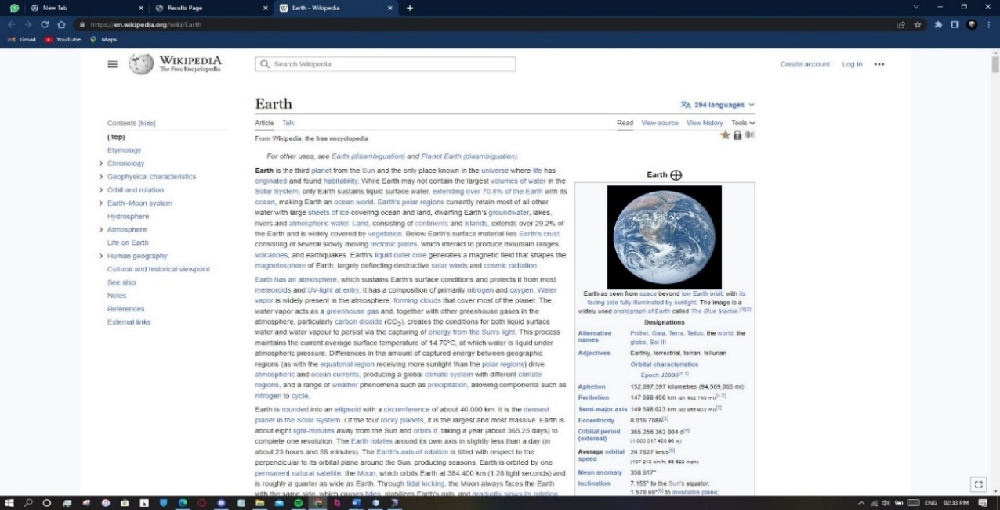 New Tab
Results Page
Earth - Wikipedia
https://en.wikipedia.org/wiki/Earth
Gmail
YouTube
Maps
WIKIPEDIA
The Free Encyclopedia
Search Wikipedia
Create account
Log in
Contents [hide]
(Top)
Etymology
Chronology
Geophysical characteristics
Orbit and rotation
Earth–Moon system
Hydrosphere
Atmosphere
Life on Earth
Human geography
Cultural and historical viewpoint
See also
Notes
References
External links
Earth
294 languages
Article Talk
Read View source View history Tools
From Wikipedia, the free encyclopedia
For other uses, see Earth (disambiguation) and Planet Earth (disambiguation).
Earth is the third planet from the Sun and the only place known in the universe where life has
originated and found habitability. While Earth may not contain the largest volumes of water in the
Solar System, only Earth sustains liquid surface water, extending over 70.8% of the Earth with its
ocean, making Earth an ocean world. Earth's polar regions currently retain most of all other
water with large sheets of ice covering ocean and land, dwarfing Earth's groundwater, lakes,
rivers and atmospheric water. Land, consisting of continents and islands, extends over 29.2% of
the Earth and is widely covered by vegetation. Below Earth's surface material lies Earth's crust
consisting of several slowly moving tectonic plates, which interact to produce mountain ranges,
volcanoes, and earthquakes. Earth's liquid outer core generates a magnetic field that shapes the
magnetosphere of Earth, largely deflecting destructive solar winds and cosmic radiation.
Earth has an atmosphere, which sustains Earth's surface conditions and protects it from most
meteoroids and UV-light at entry. It has a composition of primarily nitrogen and oxygen. Water
vapor is widely present in the atmosphere, forming clouds that cover most of the planet. The
water vapor acts as a greenhouse gas and, together with other greenhouse gases in the
atmosphere, particularly carbon dioxide (CO2), creates the conditions for both liquid surface
water and water vapour to persist via the capturing of energy from the Sun's light. This process
maintains the current average surface temperature of 14.76°C, at which water is liquid under
atmospheric pressure. Differences in the amount of captured energy between geographic
regions (as with the equatorial region receiving more sunlight than the polar regions) drive
atmospheric and ocean currents, producing a global climate system with different climate
regions, and a range of weather phenomena such as precipitation, allowing components such as
nitrogen to cycle.
Earth is rounded into an ellipsoid with a circumference of about 40,000 km. It is the densest
planet in the Solar System. Of the four rocky planets, it is the largest and most massive. Earth is
about eight light-minutes away from the Sun and orbits it, taking a year (about 365.25 days) to
complete one revolution. The Earth rotates around its own axis in slightly less than a day (in
about 23 hours and 56 minutes). The Earth's axis of rotation is tilted with respect to the
perpendicular to its orbital plane around the Sun, producing seasons. Earth is orbited by one
permanent natural satellite, the Moon, which orbits Earth at 384,400 km (1.28 light seconds) and
is roughly a quarter as wide as Earth. Through tidal locking, the Moon always faces the Earth
with the same side, which causes tides, stabilizes Earth's axis, and gradually slows its rotation
Earth
Earth as seen from space beyond low Earth orbit, with its
facing side fully illuminated by sunlight. The image is a
widely used photograph of Earth called The Blue Marble.[1][2]
Designations
Alternative names Prithvi, Gaia, Terra, Tellus, the world, the
globe, Sol III
Adjectives Earthly, terrestrial, terran, tellurian
Orbital characteristics
Epoch J2000[n 1]
Aphelion 152,097,597 kilometres (94,509,065 mi)
Perihelion 147 098 450 km (91 402 740 mi)[n 2]
Semi-major axis 149 598 023 km (92 955 902 mi)[3]
Eccentricity 0.016 7086[3]
Orbital period (sidereal) 365.256 363 004 d[4]
(1.000 017 420 96 aj)
Average orbital speed 29.7827 km/s[5]
(107 218 km/h; 66 622 mph)
Mean anomaly 358.617°
Inclination 7.155° to the Sun's equator;
1.578 69°[6] to invariable plane;
ENG 02:33 PM